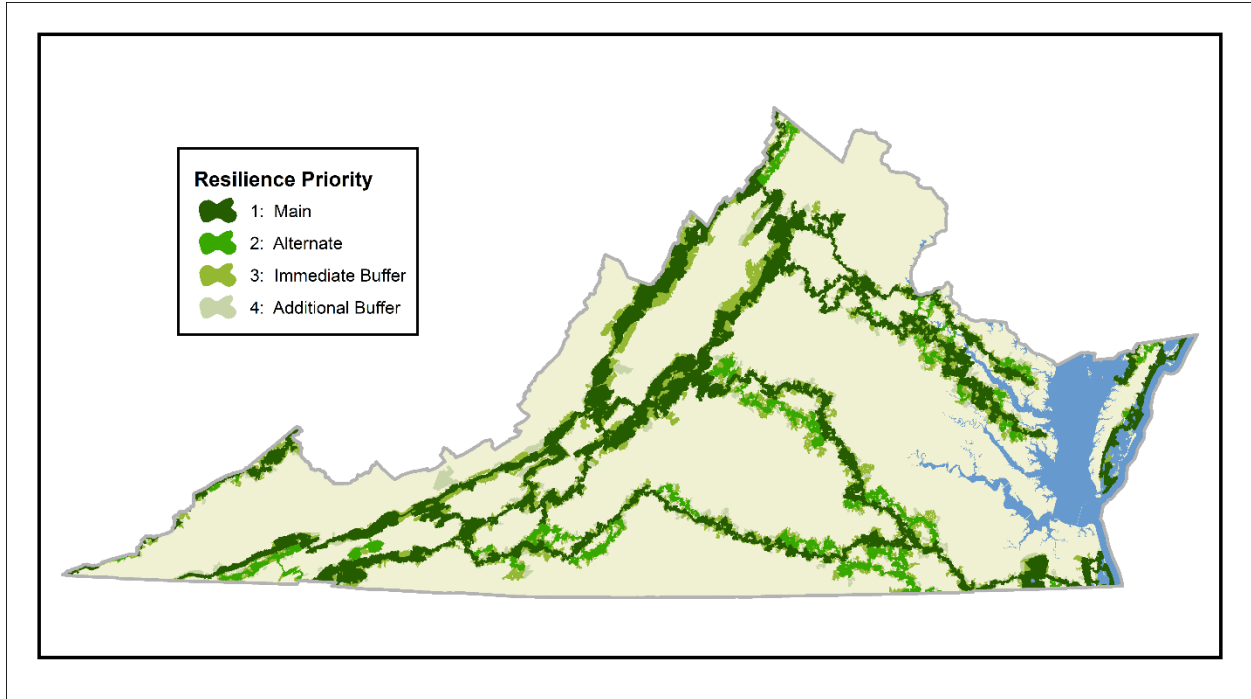 Resilience Priority
1: Main
2: Alternate
3: Immediate Buffer
4: Additional Buffer